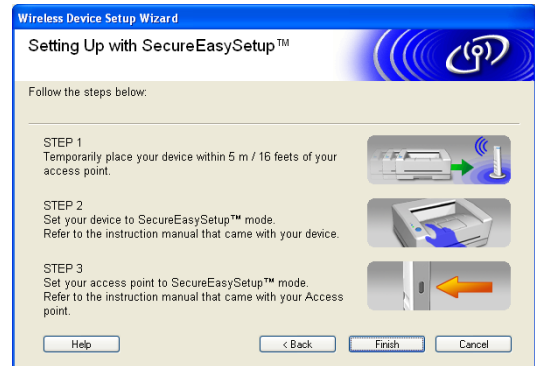 Wireless Device Setup Wizard
Setting Up with SecureEasySetup™
Follow the steps below:
STEP 1
Temporarily place your device within 5 m / 16 feets of your
access point.
STEP 2
Set your device to SecureEasySetup™ mode.
Refer to the instruction manual that came with your device.
STEP 3
Set your access point to SecureEasySetup™ mode.
Refer to the instruction manual that came with your Access
point.
Help
< Back
Finish
Cancel